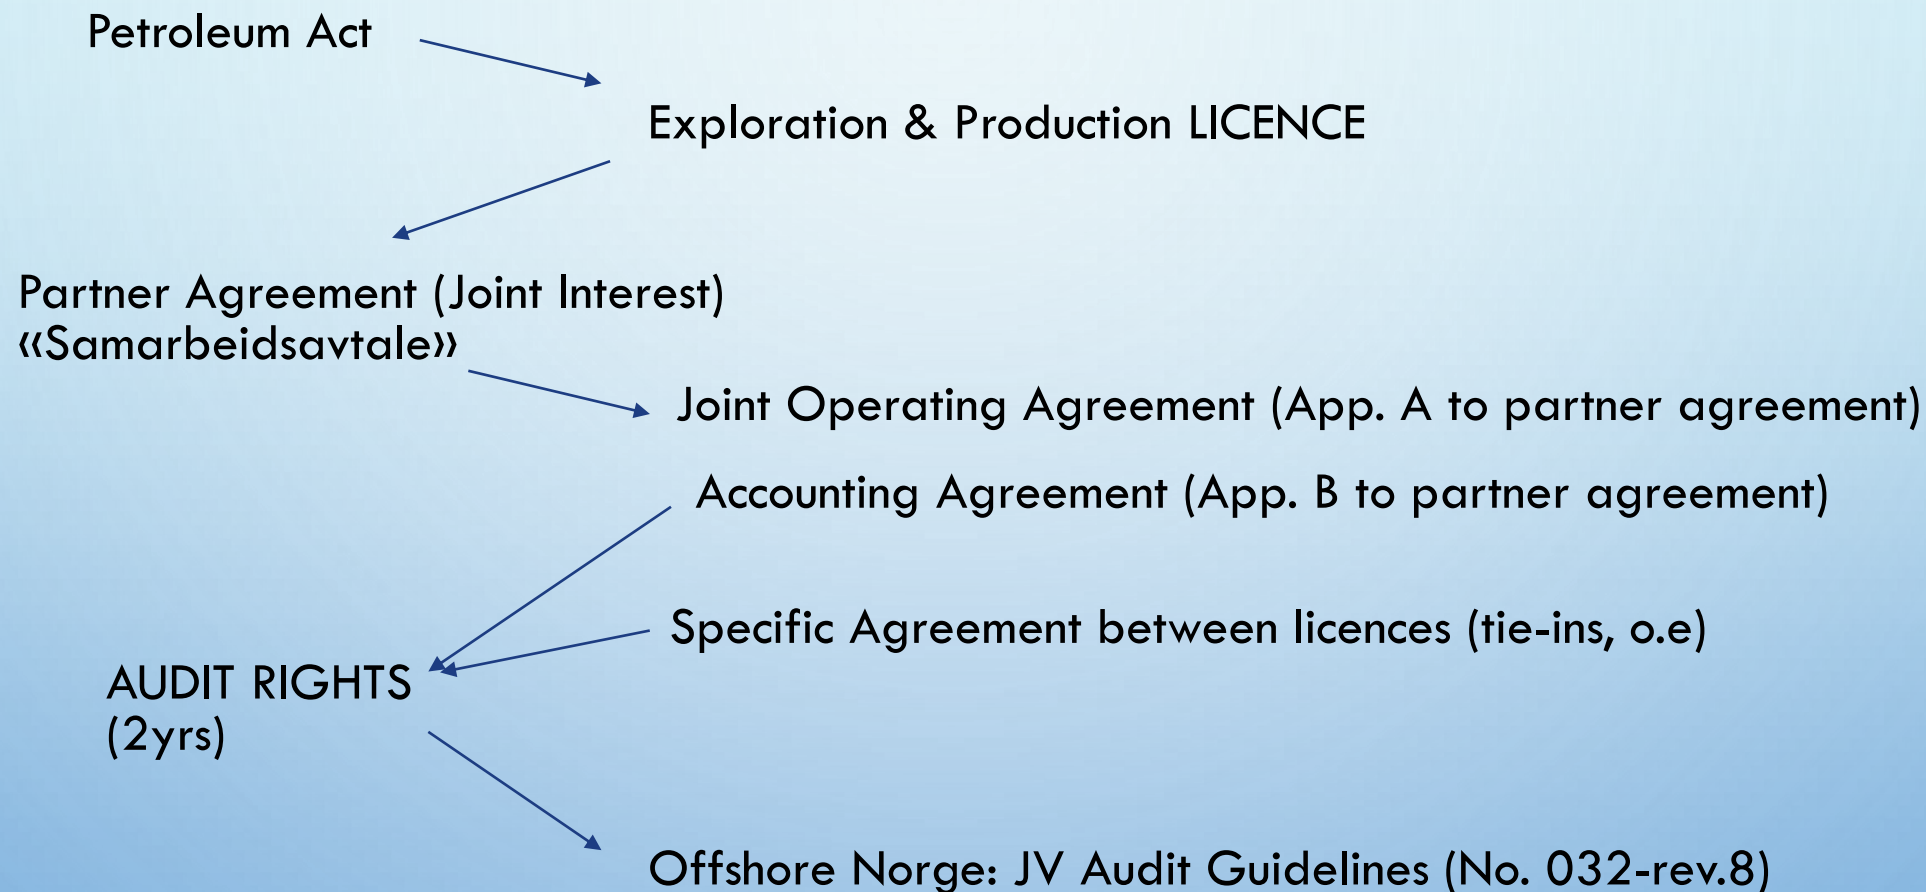 Petroleum Act
Exploration & Production LICENCE
Partner Agreement (Joint Interest)
«Samarbeidsavtale»
Joint Operating Agreement (App. A to partner agreement)
Accounting Agreement (App. B to partner agreement)
Specific Agreement between licences (tie-ins, o.e)
AUDIT RIGHTS
(2yrs)
Offshore Norge: JV Audit Guidelines (No. 032-rev.8)